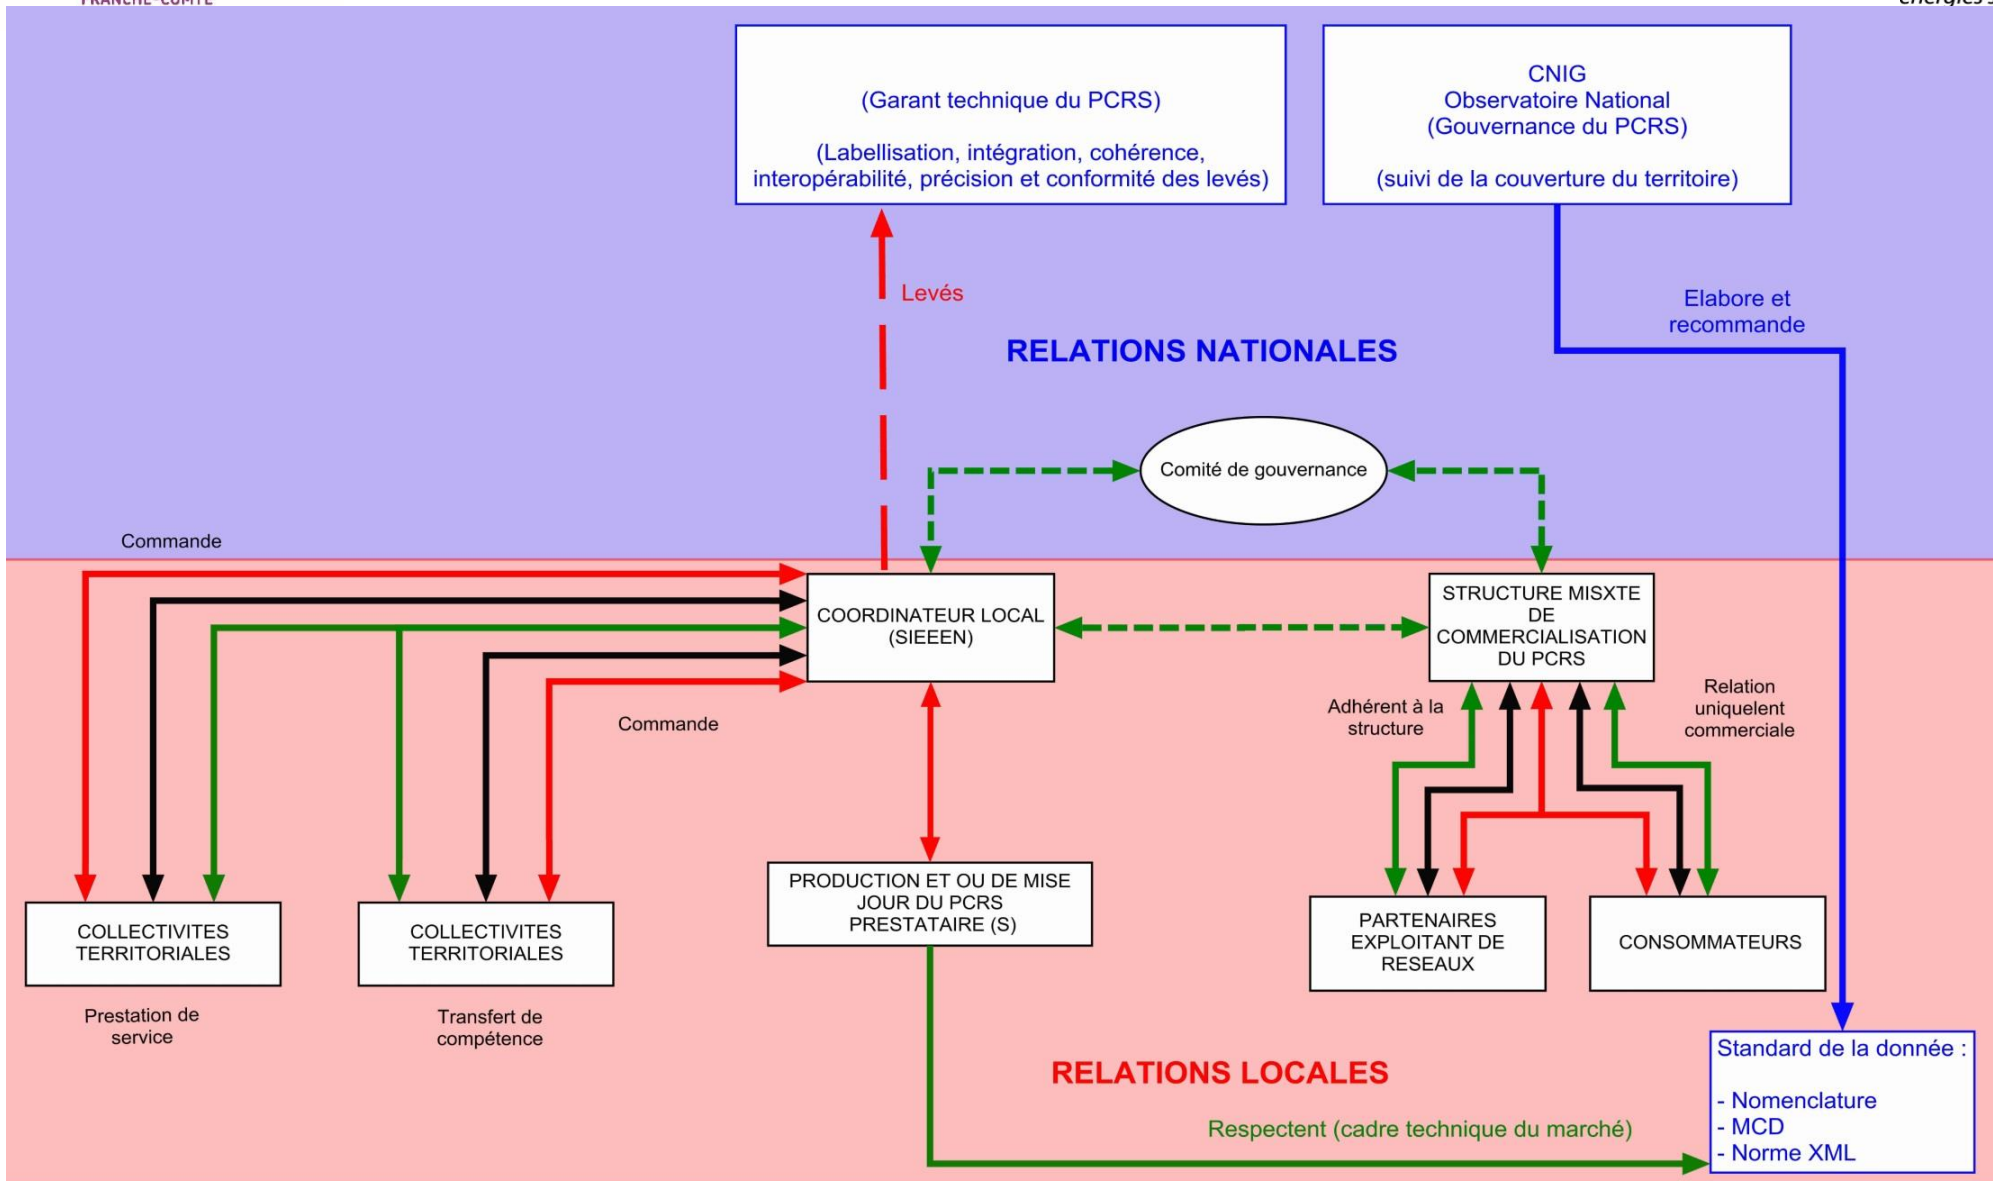 FRANCHE-COMTÉ
énergies
(Garant technique du PCRS)
(Labellisation, intégration, cohérence,
interopérabilité, précision et conformité des levés)
CNIG
Observatoire National
(Gouvernance du PCRS)
(suivi de la couverture du territoire)
Levés
Elabore et
recommande
RELATIONS NATIONALES
Comité de gouvernance
Commande
COORDINATEUR LOCAL
(SIEEEN)
STRUCTURE MISXTE
DE
COMMERCIALISATION
DU PCRS
Commande
Adhérent à la
structure
Relation
uniquelent
commerciale
COLLECTIVITES
TERRITORIALES
COLLECTIVITES
TERRITORIALES
PRODUCTION ET OU DE MISE
JOUR DU PCRS
PRESTATAIRE (S)
PARTENAIRES
EXPLOITANT DE
RESEAUX
CONSOMMATEURS
Prestation de
service
Transfert de
compétence
RELATIONS LOCALES
Standard de la donnée :
- Nomenclature
- MCD
- Norme XML
Respectent (cadre technique du marché)